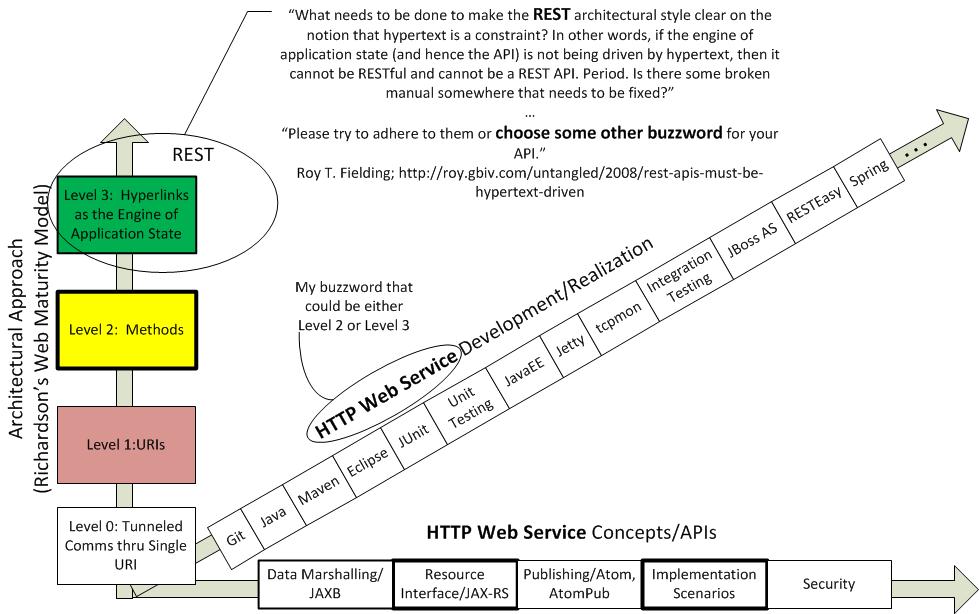 “What needs to be done to make the REST architectural style clear on the
notion that hypertext is a constraint? In other words, if the engine of
application state (and hence the API) is not being driven by hypertext, then it
cannot be RESTful and cannot be a REST API. Period. Is there some broken
manual somewhere that needs to be fixed?”
...
“Please try to adhere to them or choose some other buzzword for your
API.”
Roy T. Fielding; http://roy.gbiv.com/untangled/2008/rest-apis-must-be-
hypertext-driven
REST
Architectural Approach
(Richardson’s Web Maturity Model)
Level 3:  Hyperlinks
as the Engine of
Application State
Level 2:  Methods
Level 1:URIs
Level 0: Tunneled
Comms thru Single
URI
My buzzword that
could be either
Level 2 or Level 3
HTTP Web Service Development/Realization
Git
Java
Maven
Eclipse
JUnit
Unit
Testing
JavaEE
Jetty
tcpmon
Integration
Testing
JBoss AS
RESTEasy
Spring
...
HTTP Web Service Concepts/APIs
Data Marshalling/
JAXB
Resource
Interface/JAX-RS
Publishing/Atom,
AtomPub
Implementation
Scenarios
Security